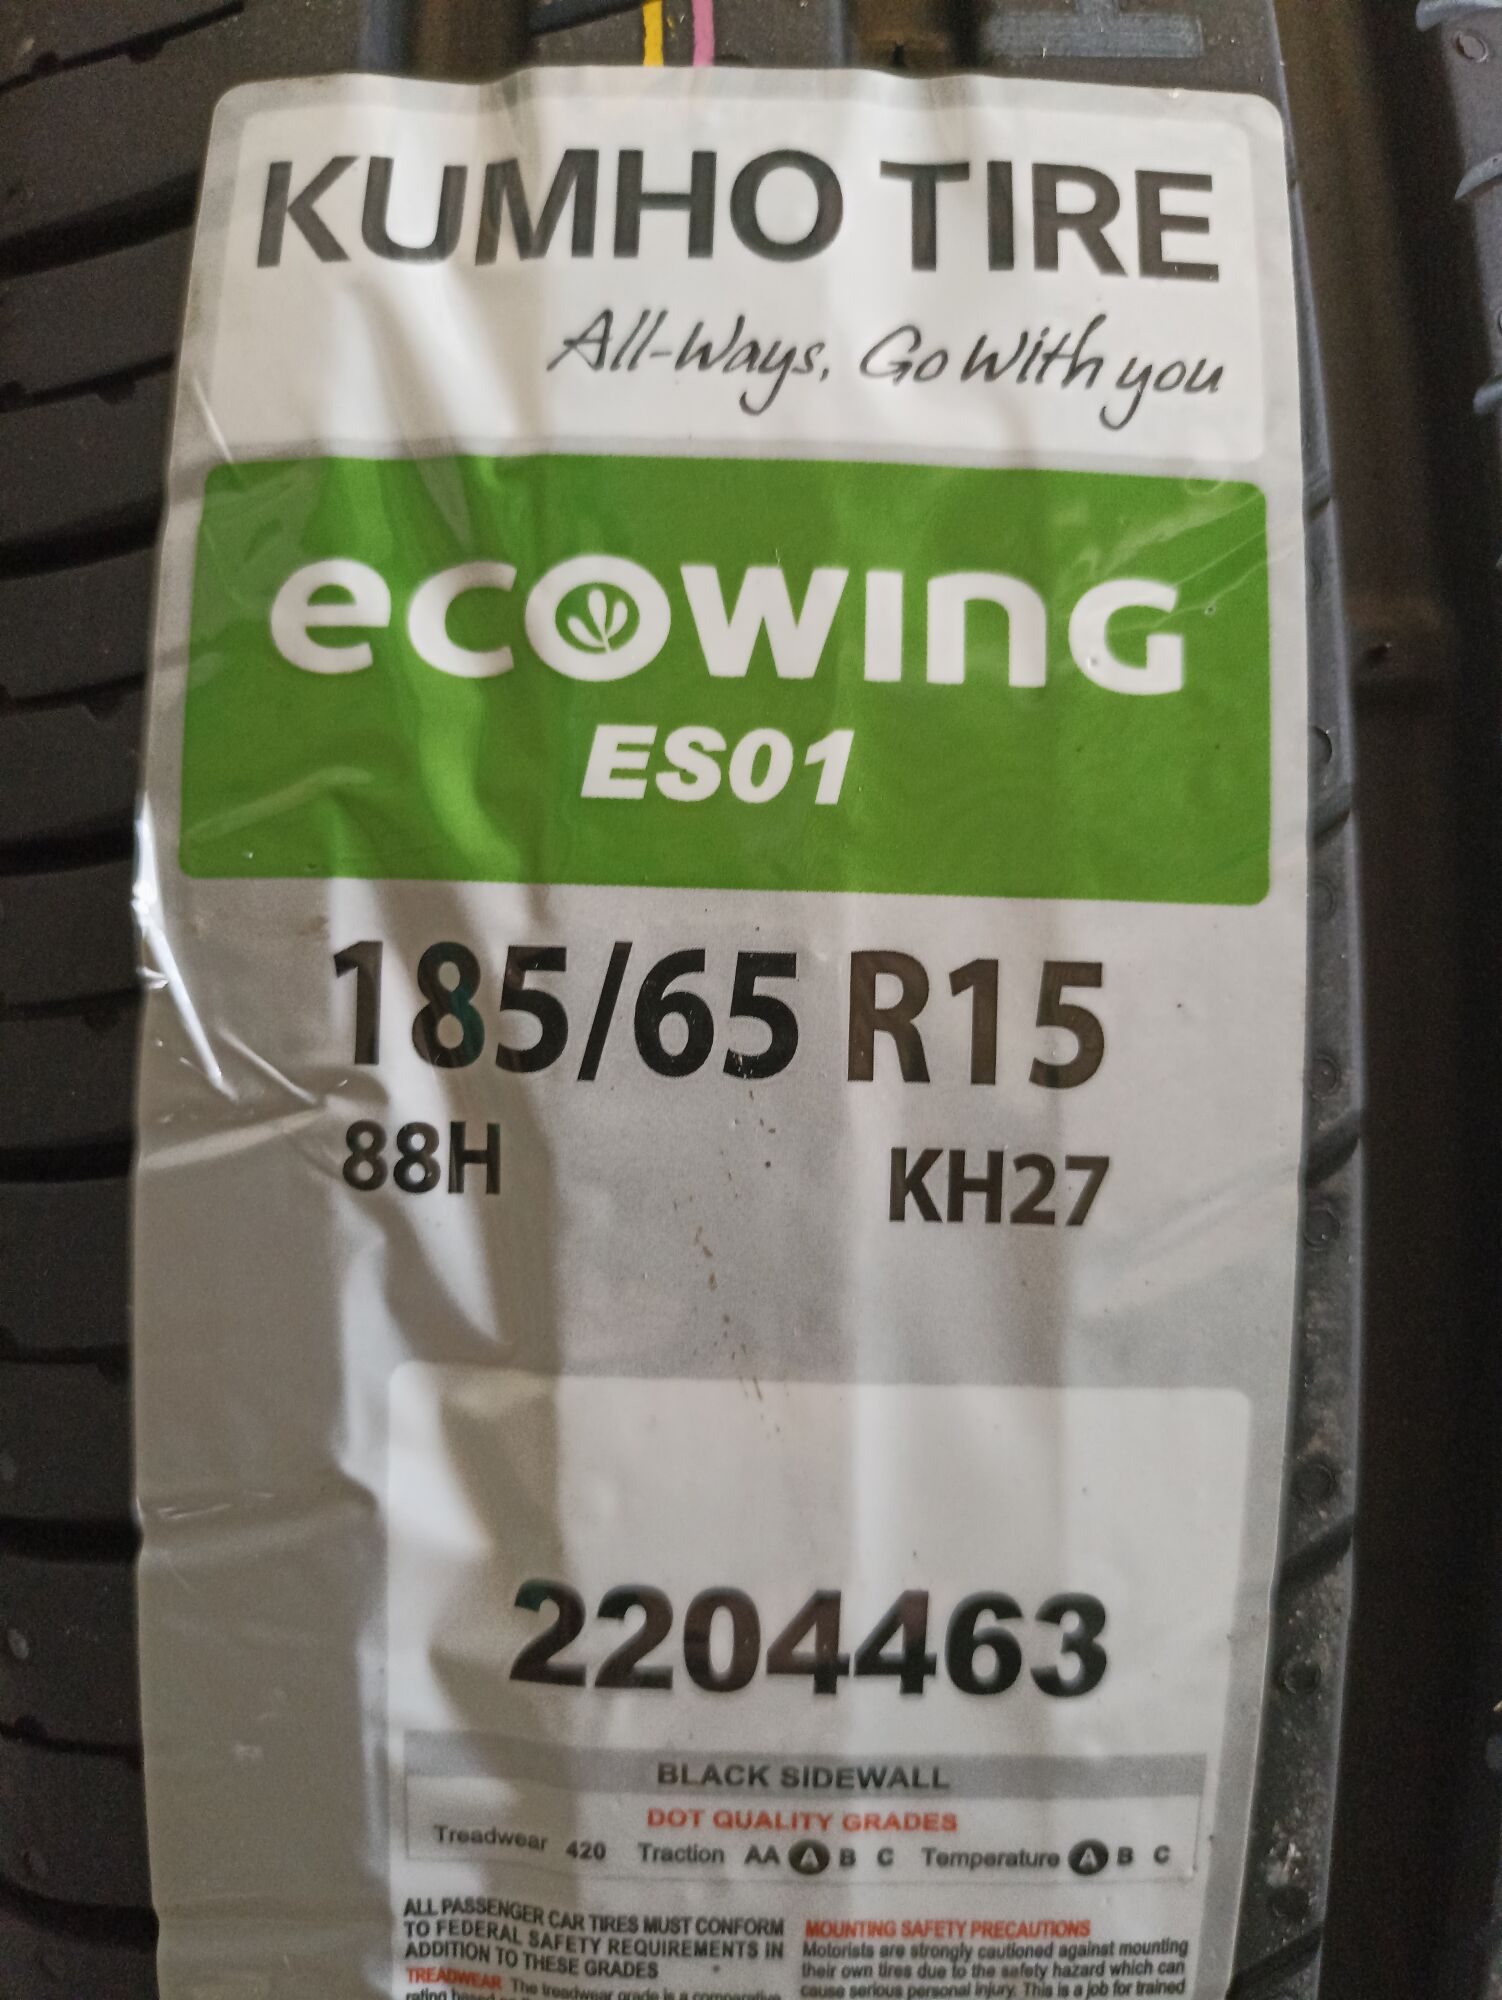 KUMHO TIRE
All-Ways, Go With you
ecowing
ES01
185/65 R15
88H KH27
2204463
BLACK SIDEWALL
DOT QUALITY GRADES
Treadwear 420 Traction AA A B C Temperature A B C
ALL PASSENGER CAR TIRES MUST CONFORM
TO FEDERAL SAFETY REQUIREMENTS IN
ADDITION TO THESE GRADES
TREADWEAR The treadwear grade is a comparative
MOUNTING SAFETY PRECAUTIONS
Motorists are strongly cautioned against mounting
their own tires due to the safety hazard which can
cause serious personal injury. This is a job for trained